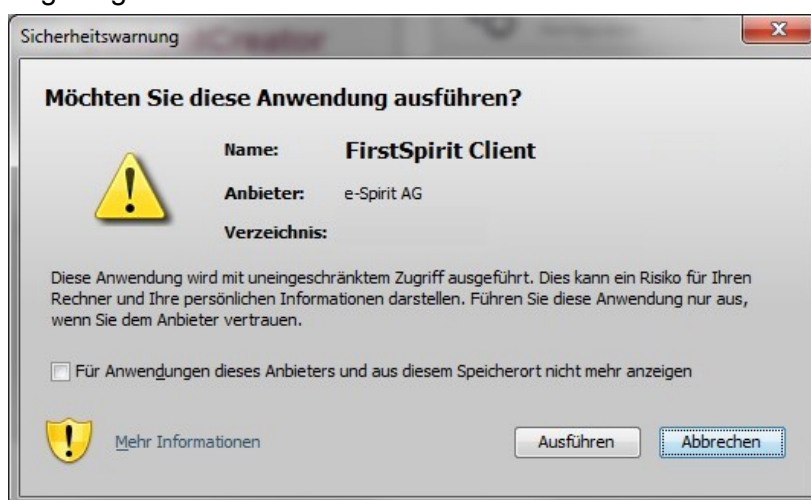 Sicherheitswarnung
Möchten Sie diese Anwendung ausführen?
Name: FirstSpirit Client
Anbieter: e-Spirit AG
Verzeichnis:
Diese Anwendung wird mit uneingeschränktem Zugriff ausgeführt. Dies kann ein Risiko für Ihren
Rechner und Ihre persönlichen Informationen darstellen. Führen Sie diese Anwendung nur aus,
wenn Sie dem Anbieter vertrauen.
Für Anwendungen dieses Anbieters und aus diesem Speicherort nicht mehr anzeigen
Mehr Informationen
Ausführen
Abbrechen